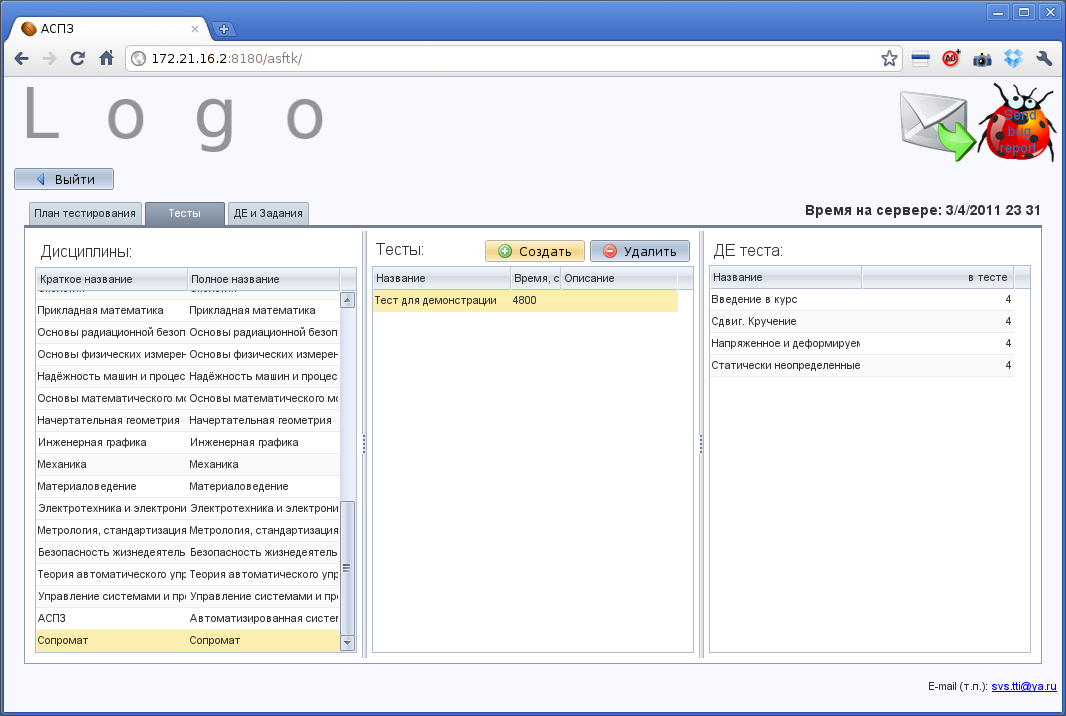 АСПЗ
172.21.16.2:8180/asftk/
Logo
Send
bug
report
Выйти
План тестирования
Тесты
ДЕ и Задания
Время на сервере: 3/4/2011 23 31
Дисциплины:
Краткое название Полное название
Прикладная математика Прикладная математика
Основы радиационной безоп Основы радиационной безоп
Основы физических измерен Основы физических измерен
Надёжность машин и процес Надёжность машин и процес
Основы математического мо Основы математического мо
Начертательная геометрия Начертательная геометрия
Инженерная графика Инженерная графика
Механика Механика
Материаловедение Материаловедение
Электротехника и электрони Электротехника и электрони
Метрология, стандартизация Метрология, стандартизация
Безопасность жизнедеятель Безопасность жизнедеятель
Теория автоматического упр Теория автоматического упр
Управление системами и про Управление системами и про
АСПЗ Автоматизированная систем
Сопромат Сопромат
Тесты:
Создать
Удалить
Название Время, с Описание
Тест для демонстрации 4800
ДЕ теста:
Название в тесте
Введение в курс 4
Сдвиг. Кручение 4
Напряженное и деформируем 4
Статически неопределенные 4
E-mail (т.п.): svs.tti@ya.ru